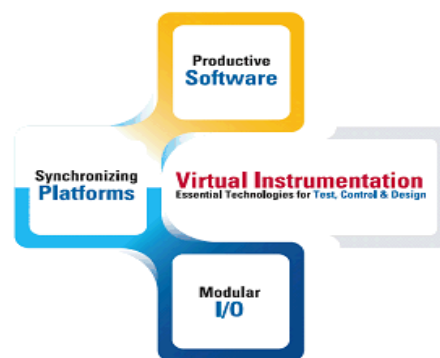 Productive
Software
Synchronizing
Platforms
Virtual Instrumentation
Essential Technologies for Test, Control & Design
Modular
I/O